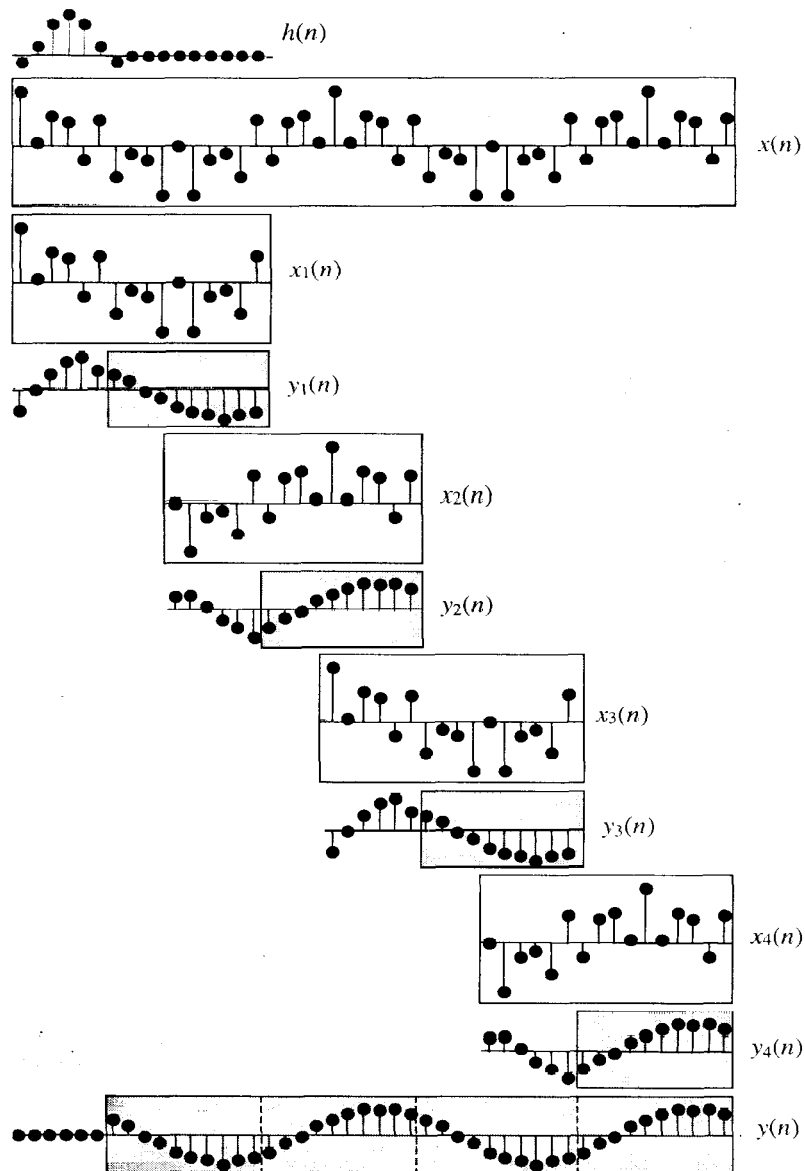 h(n)
x(n)
x₁(n)
y₁(n)
x₂(n)
y₂(n)
x₃(n)
y₃(n)
x₄(n)
y₄(n)
y(n)